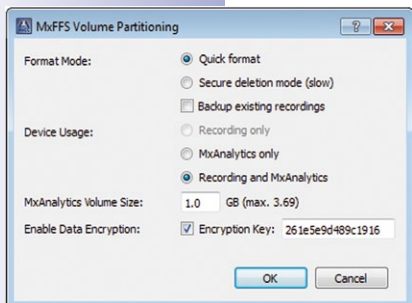 MxFFS Volume Partitioning
Format Mode: Quick format
Secure deletion mode (slow)
Backup existing recordings
Device Usage: Recording only
MxAnalytics only
Recording and MxAnalytics
MxAnalytics Volume Size: 1.0 GB (max. 3.69)
Enable Data Encryption: Encryption Key: 261e5e9d489c1916
OK Cancel